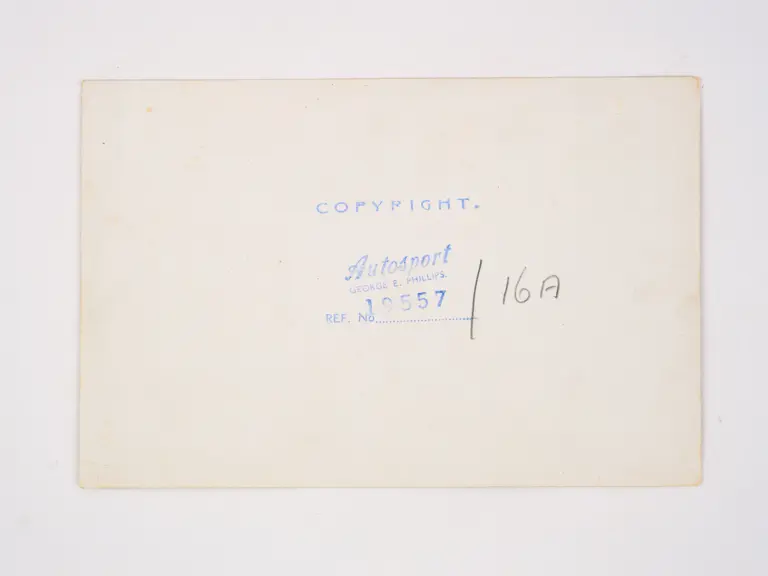 COPYRIGHT.
Autosport
GEORGE E. PHILLIPS.
19557 / 16A
REF. No..............................